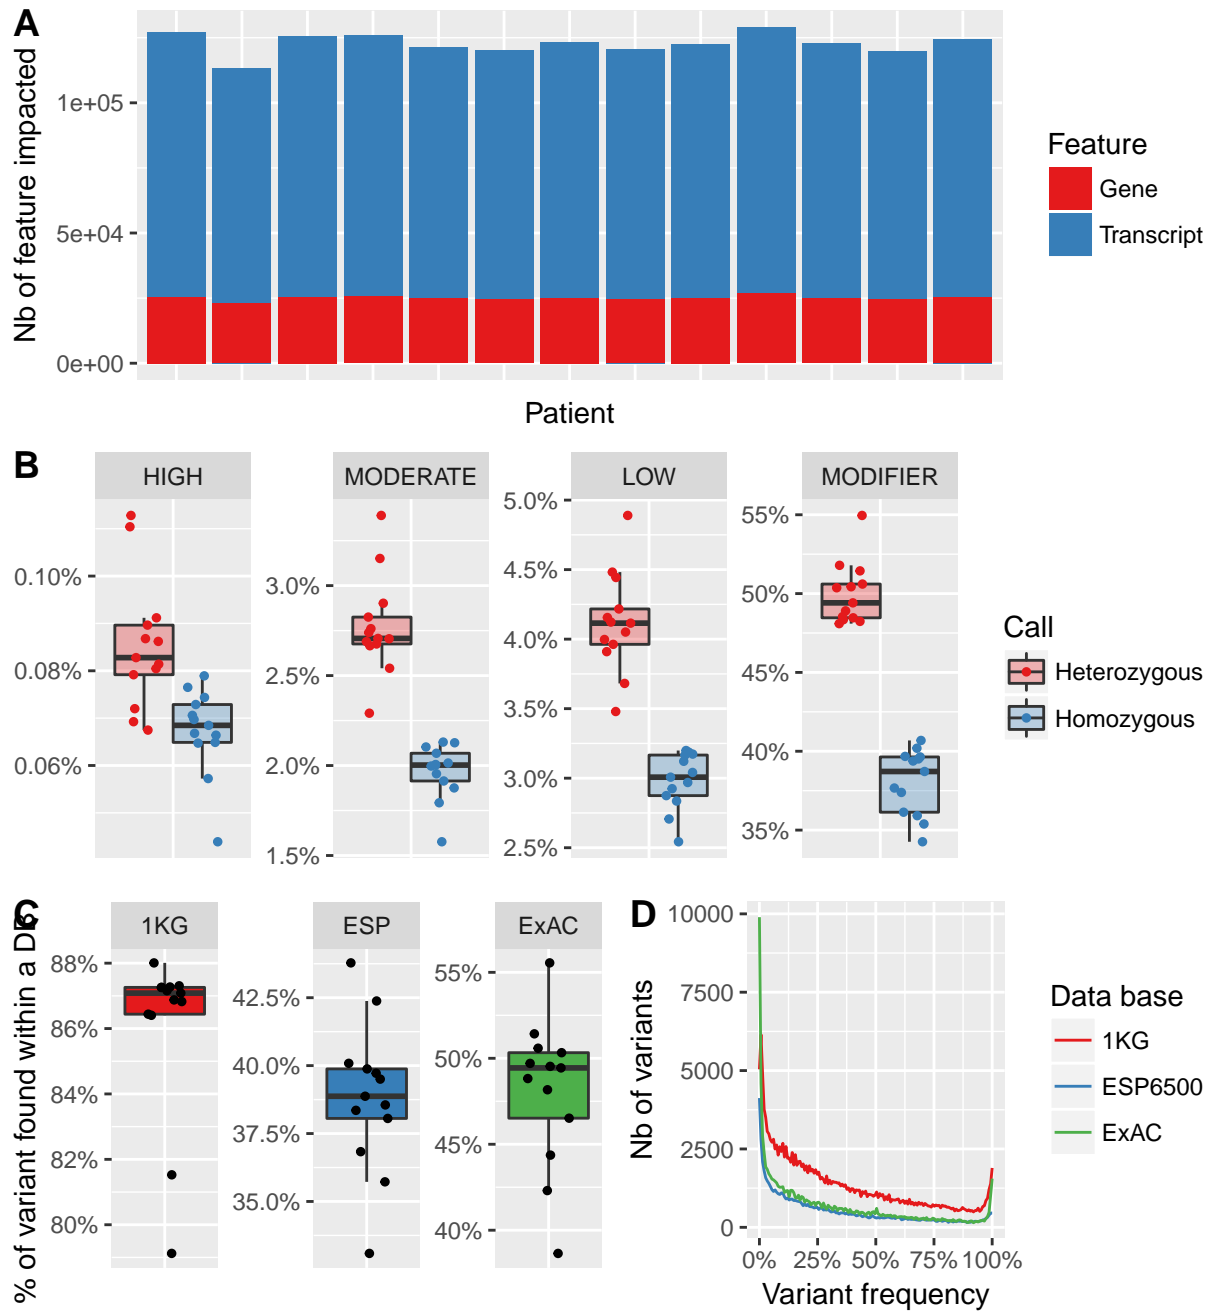 A
Nb of feature impacted
1e+05
5e+04
0e+00
Patient
Feature
Gene
Transcript
B
HIGH
MODERATE
LOW
MODIFIER
0.10%
0.08%
0.06%
3.0%
2.5%
2.0%
1.5%
5.0%
4.5%
4.0%
3.5%
3.0%
2.5%
55%
50%
45%
40%
35%
Call
Heterozygous
Homozygous
C
% of variant found within a DB
1KG
ESP
ExAC
88%
86%
84%
82%
80%
42.5%
40.0%
37.5%
35.0%
55%
50%
45%
40%
D
Nb of variants
10000
7500
5000
2500
0
0%
25%
50%
75%
100%
Variant frequency
Data base
1KG
ESP6500
ExAC